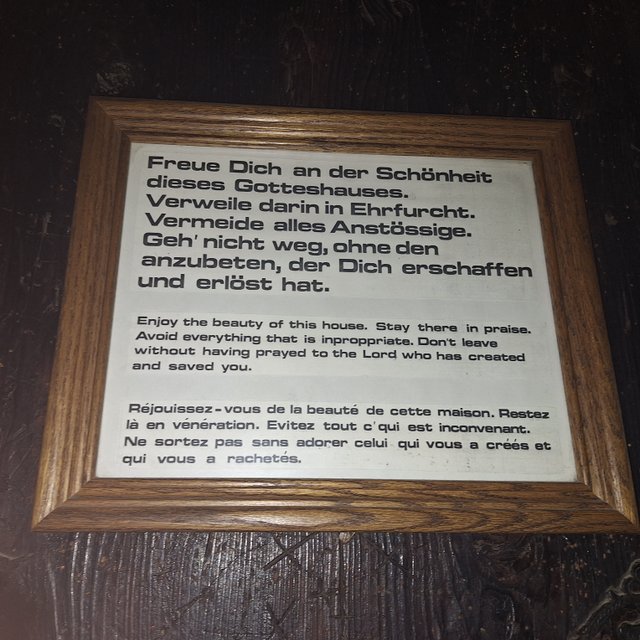 Freue Dich an der Schönheit
dieses Gotteshauses.
Verweile darin in Ehrfurcht.
Vermeide alles Anstössige.
Geh' nicht weg, ohne den
anzubeten, der Dich erschaffen
und erlöst hat.
Enjoy the beauty of this house. Stay there in praise.
Avoid everything that is inproppriate. Don't leave
without having prayed to the Lord who has created
and saved you.
Réjouissez-vous de la beauté de cette maison. Restez
là en vénération. Evitez tout c'qui est inconvenant.
Ne sortez pas sans adorer celui qui vous a créés et
qui vous a rachetés.